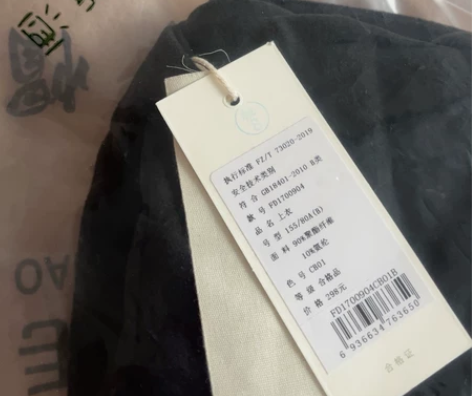 执行标准 FZ/T 73020-2019
安全技术类别
符 合 GB18401-2010 B类
款 号 FD1700904
品 名 上衣
号 型 155/80A(B)
面 料 90%聚酯纤维
10%氨纶
色 号 CB01
等 级 合格品
价 格 298元
FD1700904CB01B
6 936634 763650
合格证